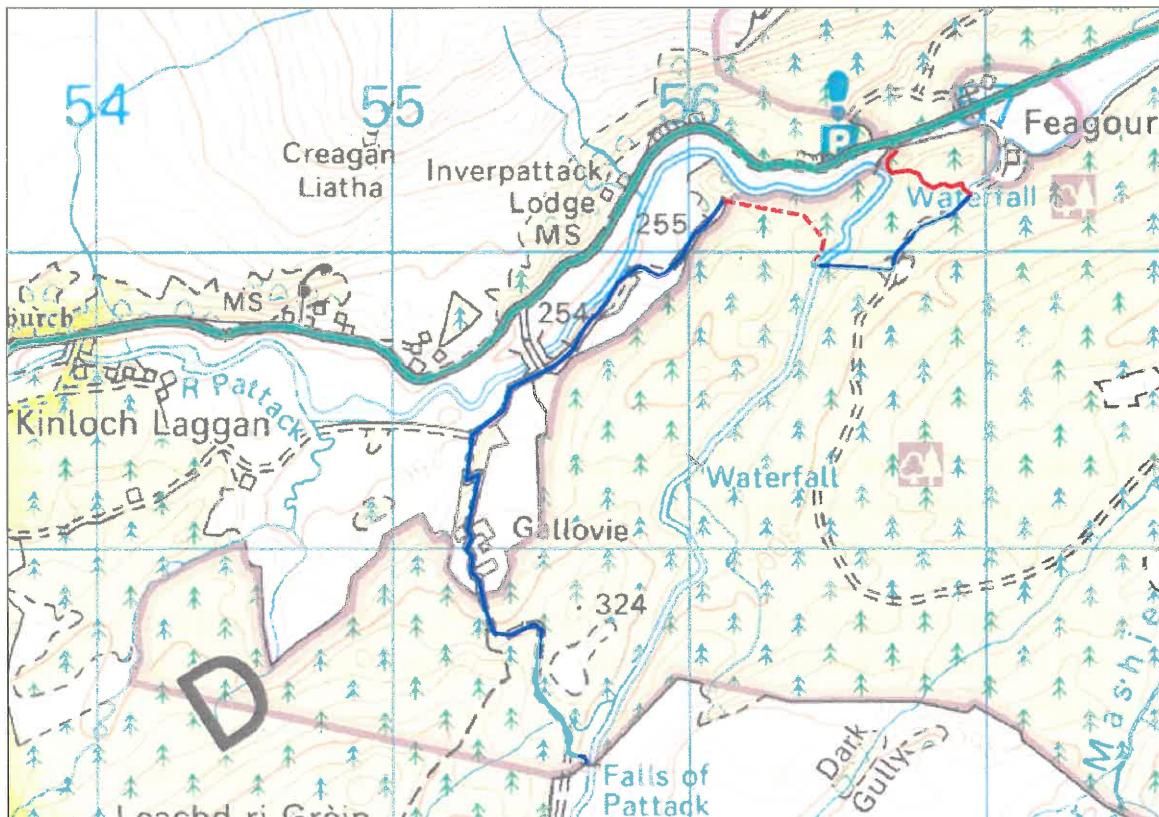 54
55
56
P
Feagour
Creagan
Liatha
Inverpattack
Lodge
MS
Waterfall
255
MS
254
R Pattack
Kinloch Laggan
Waterfall
Gallovie
324
D
Mashie
Dark
Gully
Falls of
Pattack